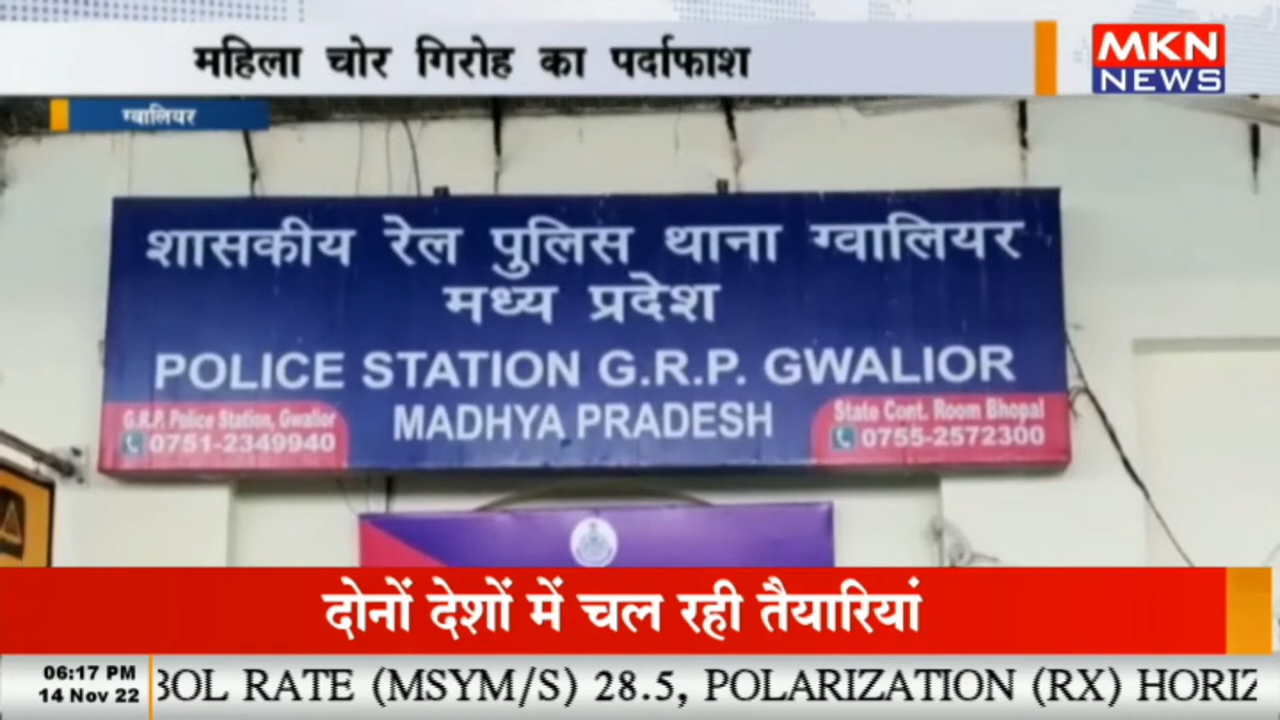 महिला चोर गिरोह का पर्दाफाश
MKN
NEWS
ग्वालियर
शासकीय रेल पुलिस थाना ग्वालियर
मध्य प्रदेश
POLICE STATION G.R.P. GWALIOR
MADHYA PRADESH
G.R.P. Police Station, Gwalior
0751-2349940
State Cont. Room Bhopal
0755-2572300
दोनों देशों में चल रही तैयारियां
06:17 PM
14 Nov 22
BOL RATE (MSYM/S) 28.5, POLARIZATION (RX) HORIZ